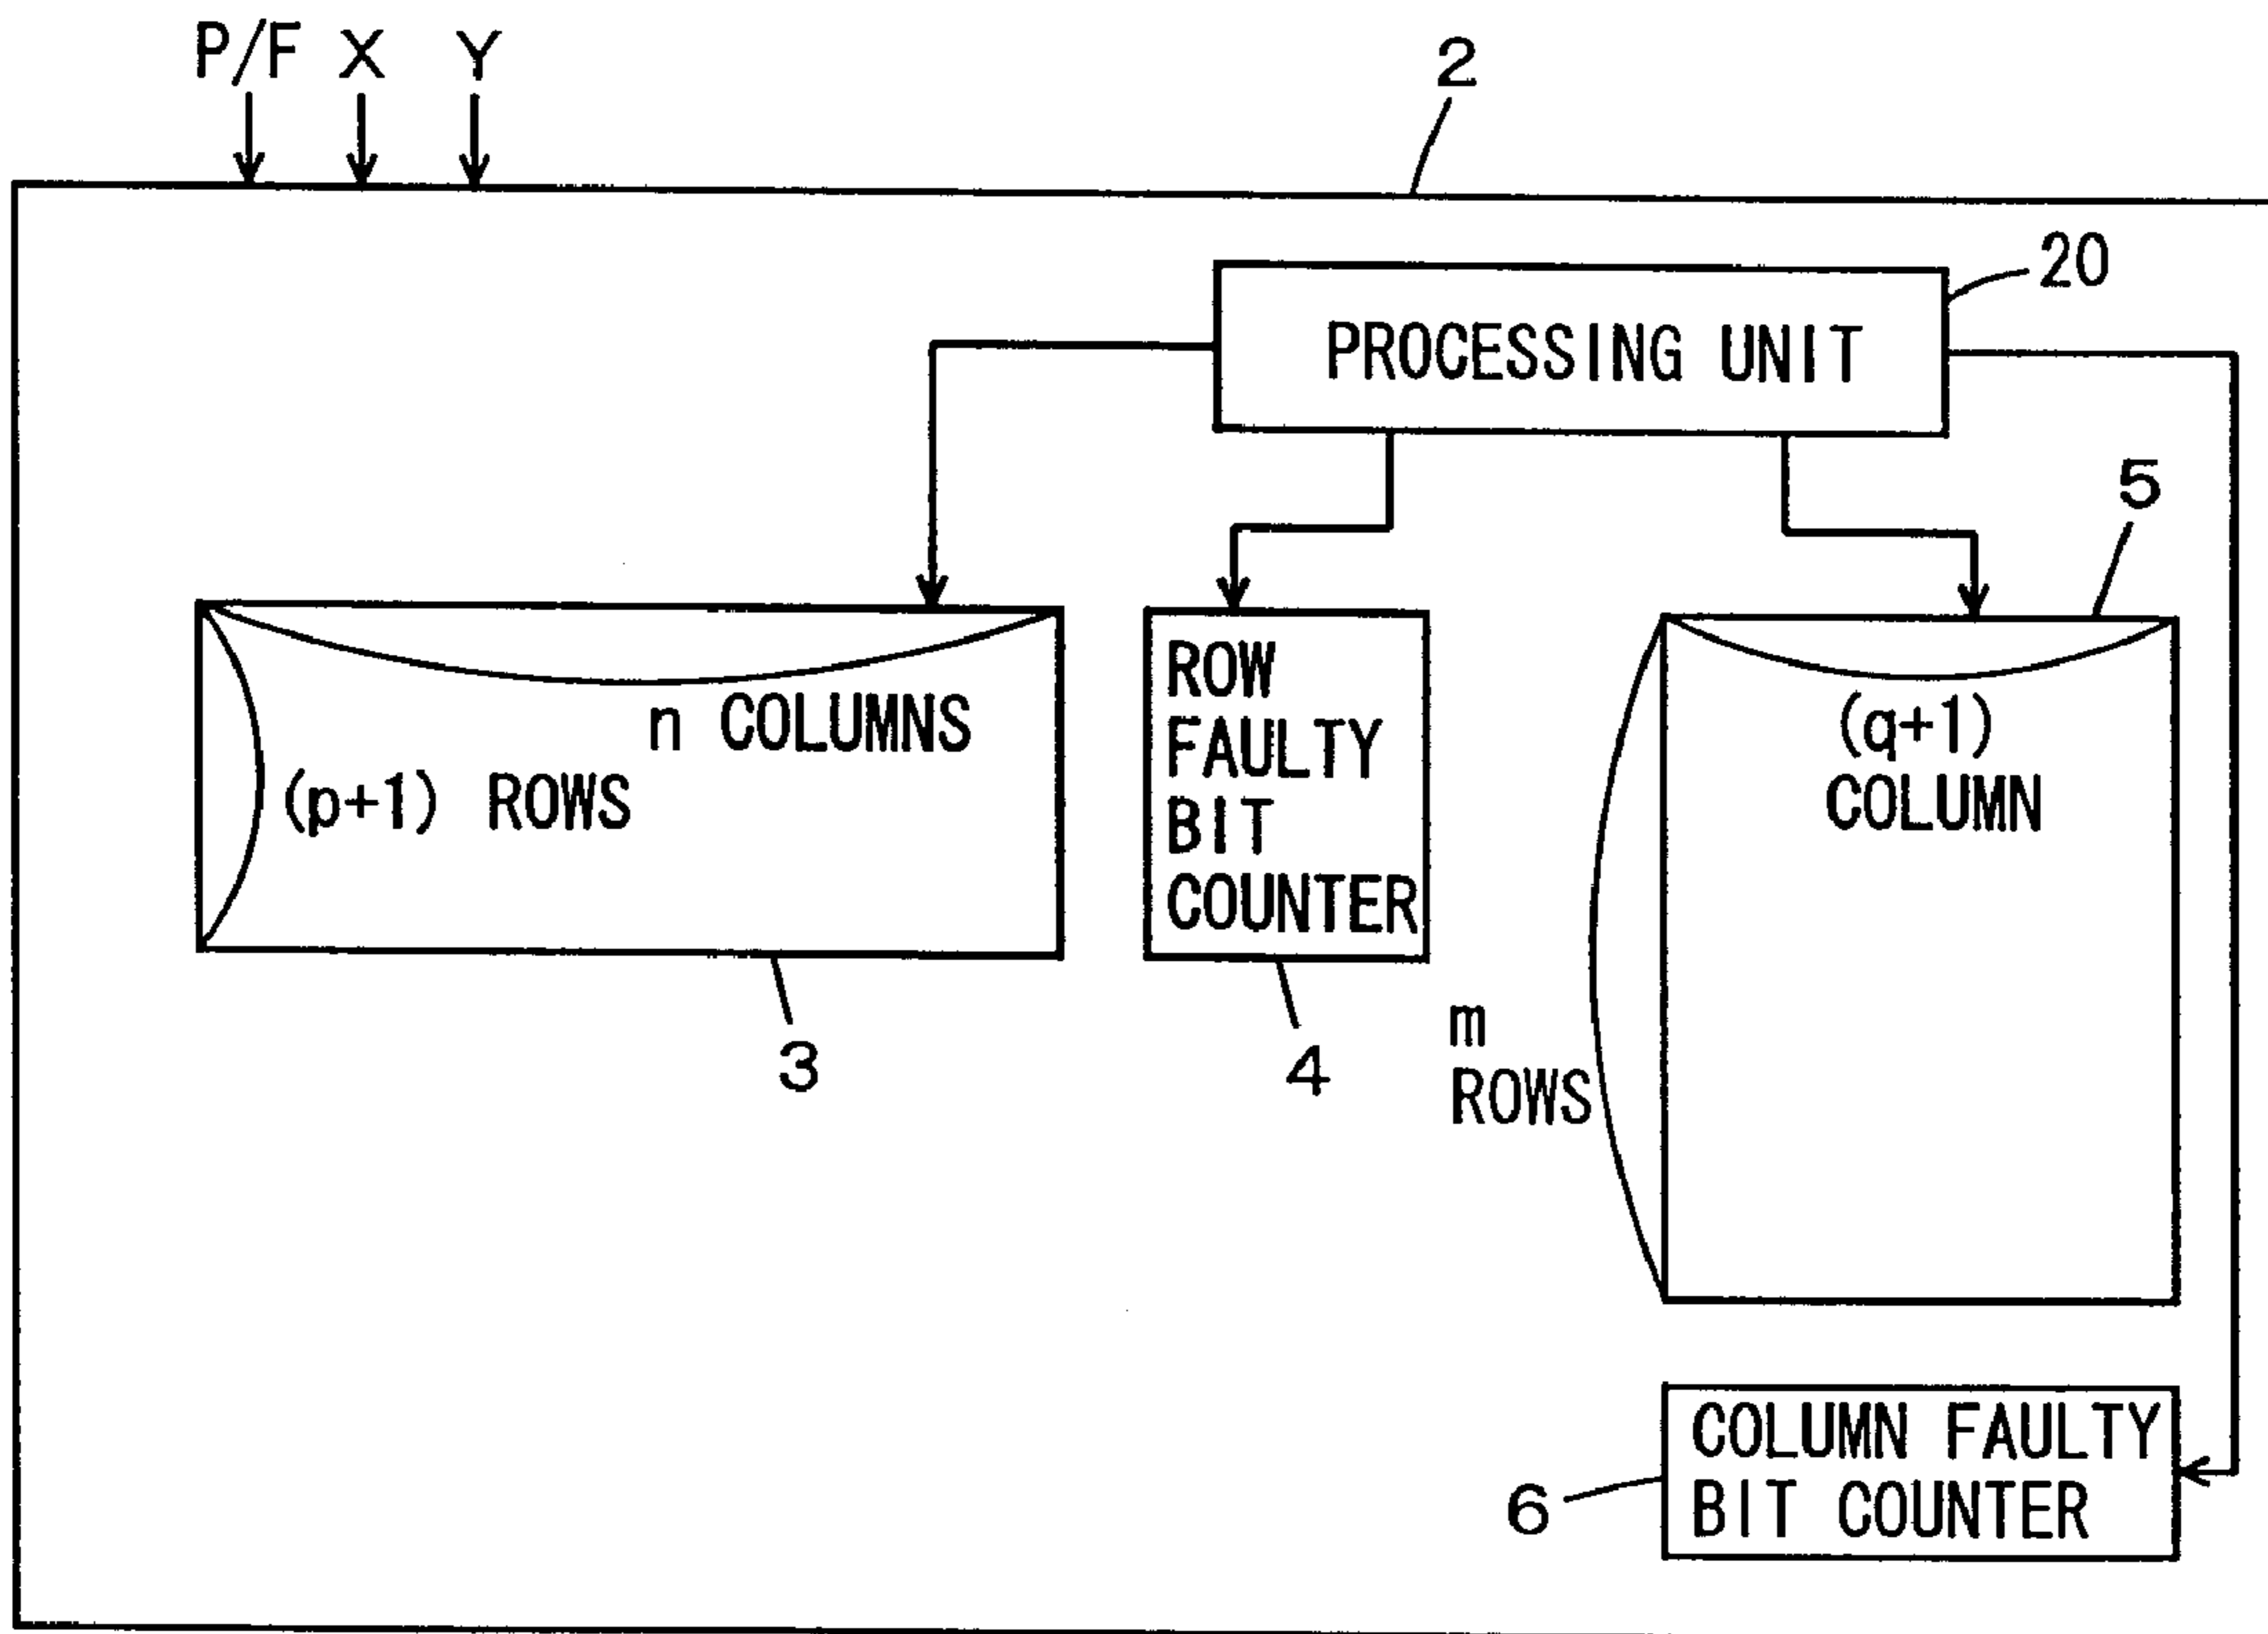 P/F X Y
2
20
PROCESSING UNIT
5
n COLUMNS
(p+1) ROWS
ROW
FAULTY
BIT
COUNTER
(q+1)
COLUMN
3
4
m
ROWS
COLUMN FAULTY
BIT COUNTER
6